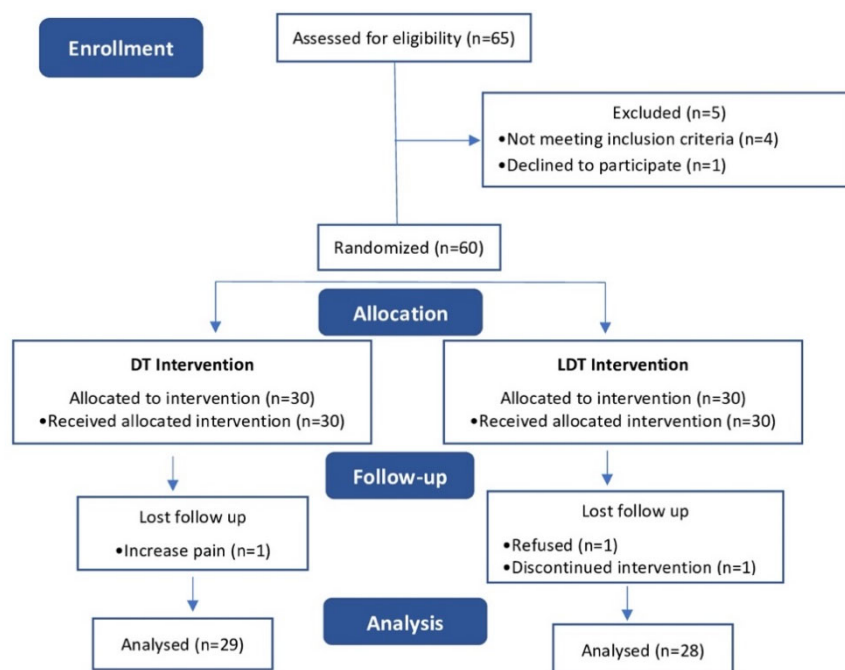 Enrollment
Assessed for eligibility (n=65)
Excluded (n=5)
•Not meeting inclusion criteria (n=4)
•Declined to participate (n=1)
Randomized (n=60)
Allocation
DT Intervention
Allocated to intervention (n=30)
•Received allocated intervention (n=30)
LDT Intervention
Allocated to intervention (n=30)
•Received allocated intervention (n=30)
Follow-up
Lost follow up
•Increase pain (n=1)
Lost follow up
•Refused (n=1)
•Discontinued intervention (n=1)
Analysis
Analysed (n=29)
Analysed (n=28)